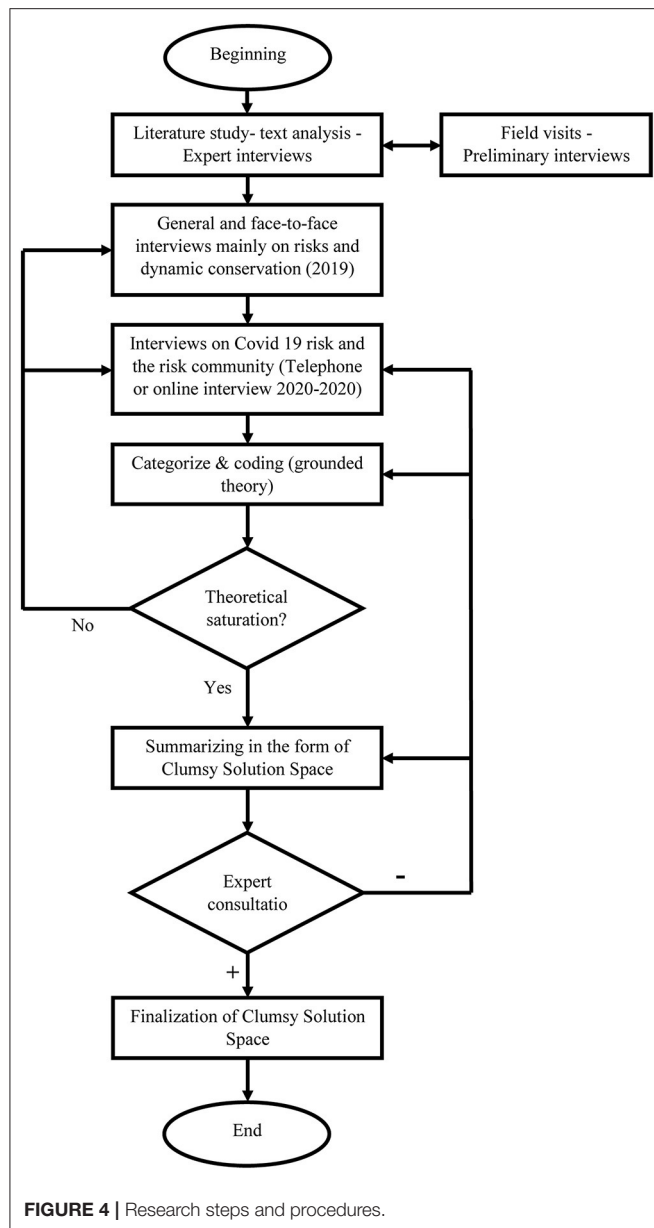 Beginning
Literature study- text analysis -
Expert interviews
Field visits -
Preliminary interviews
General and face-to-face
interviews mainly on risks and
dynamic conservation (2019)
Interviews on Covid 19 risk and
the risk community (Telephone
or online interview 2020-2020)
Categorize & coding (grounded
theory)
Theoretical
saturation?
No
Yes
Summarizing in the form of
Clumsy Solution Space
Expert
consultatio
-
+
Finalization of Clumsy Solution
Space
End
FIGURE 4 | Research steps and procedures.